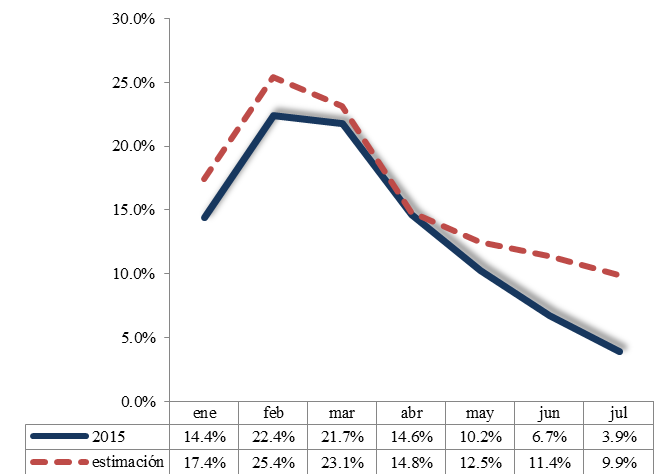 30.0%
25.0%
20.0%
15.0%
10.0%
5.0%
0.0%
ene feb mar abr may jun jul
2015 14.4% 22.4% 21.7% 14.6% 10.2% 6.7% 3.9%
estimación 17.4% 25.4% 23.1% 14.8% 12.5% 11.4% 9.9%